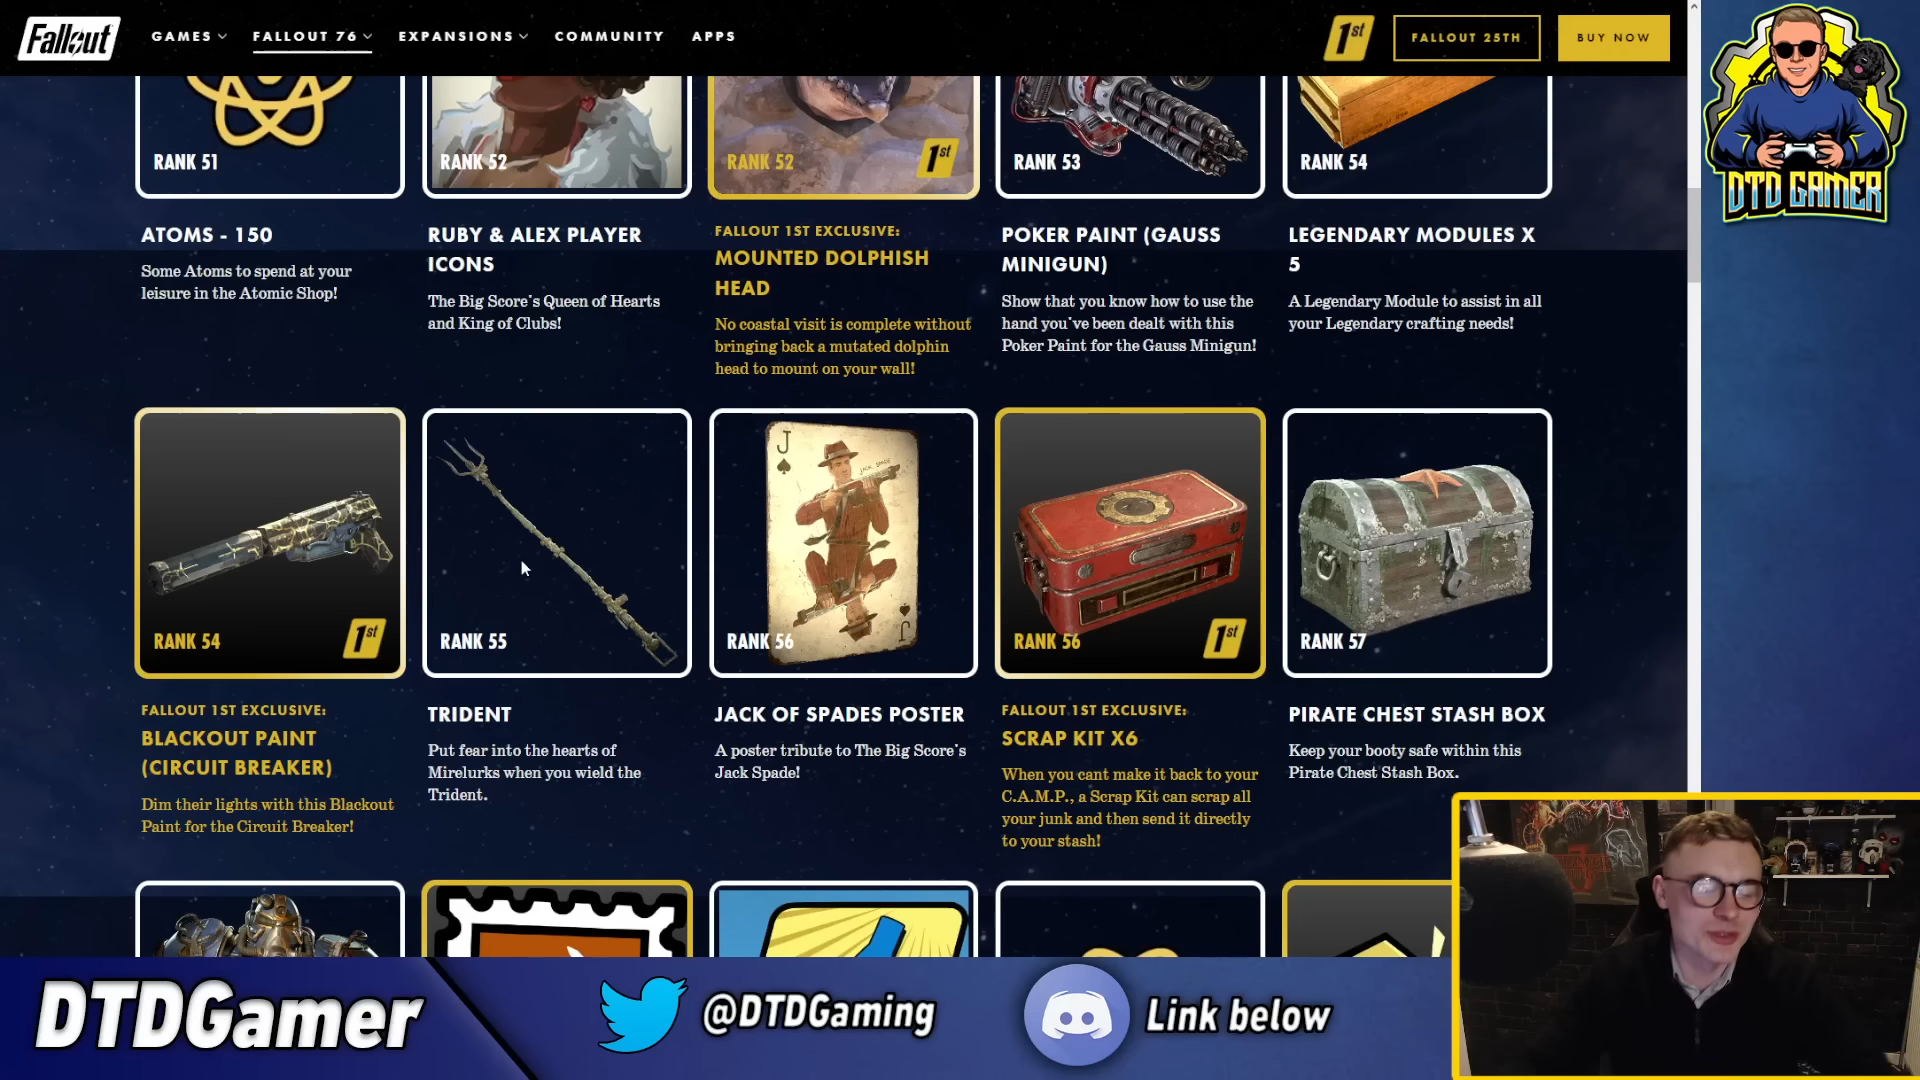 Fallout
GAMES
FALLOUT 76
EXPANSIONS
COMMUNITY
APPS
1st
FALLOUT 25TH
BUY NOW
DTD GAMER
RANK 51
RANK 52
RANK 52
1st
RANK 53
RANK 54
ATOMS - 150
Some Atoms to spend at your
leisure in the Atomic Shop!
RUBY & ALEX PLAYER
ICONS
The Big Score's Queen of Hearts
and King of Clubs!
FALLOUT 1ST EXCLUSIVE:
MOUNTED DOLPHISH
HEAD
No coastal visit is complete without
bringing back a mutated dolphin
head to mount on your wall!
POKER PAINT (GAUSS
MINIGUN)
Show that you know how to use the
hand you've been dealt with this
Poker Paint for the Gauss Minigun!
LEGENDARY MODULES X
5
A Legendary Module to assist in all
your Legendary crafting needs!
RANK 54
1st
RANK 55
J
JACK SPADE
J
RANK 56
RANK 56
1st
RANK 57
FALLOUT 1ST EXCLUSIVE:
BLACKOUT PAINT
(CIRCUIT BREAKER)
Dim their lights with this Blackout
Paint for the Circuit Breaker!
TRIDENT
Put fear into the hearts of
Mirelurks when you wield the
Trident.
JACK OF SPADES POSTER
A poster tribute to The Big Score's
Jack Spade!
FALLOUT 1ST EXCLUSIVE:
SCRAP KIT X6
When you cant make it back to your
C.A.M.P., a Scrap Kit can scrap all
your junk and then send it directly
to your stash!
PIRATE CHEST STASH BOX
Keep your booty safe within this
Pirate Chest Stash Box.
DTDGamer
@DTDGaming
Link below